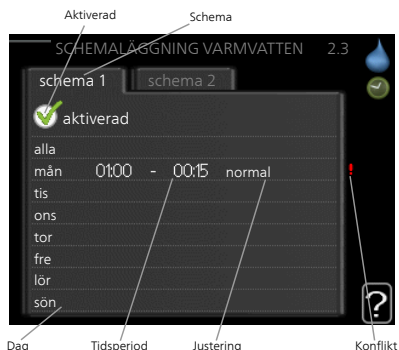 Aktiverad Schema
SCHEMALÄGGNING VARMVATTEN 2.3
schema 1 schema 2
aktiverad
alla
mån 01:00 - 00:15 normal !
tis
ons
tor
fre
lör
sön
?
Dag Tidsperiod Justering Konflikt